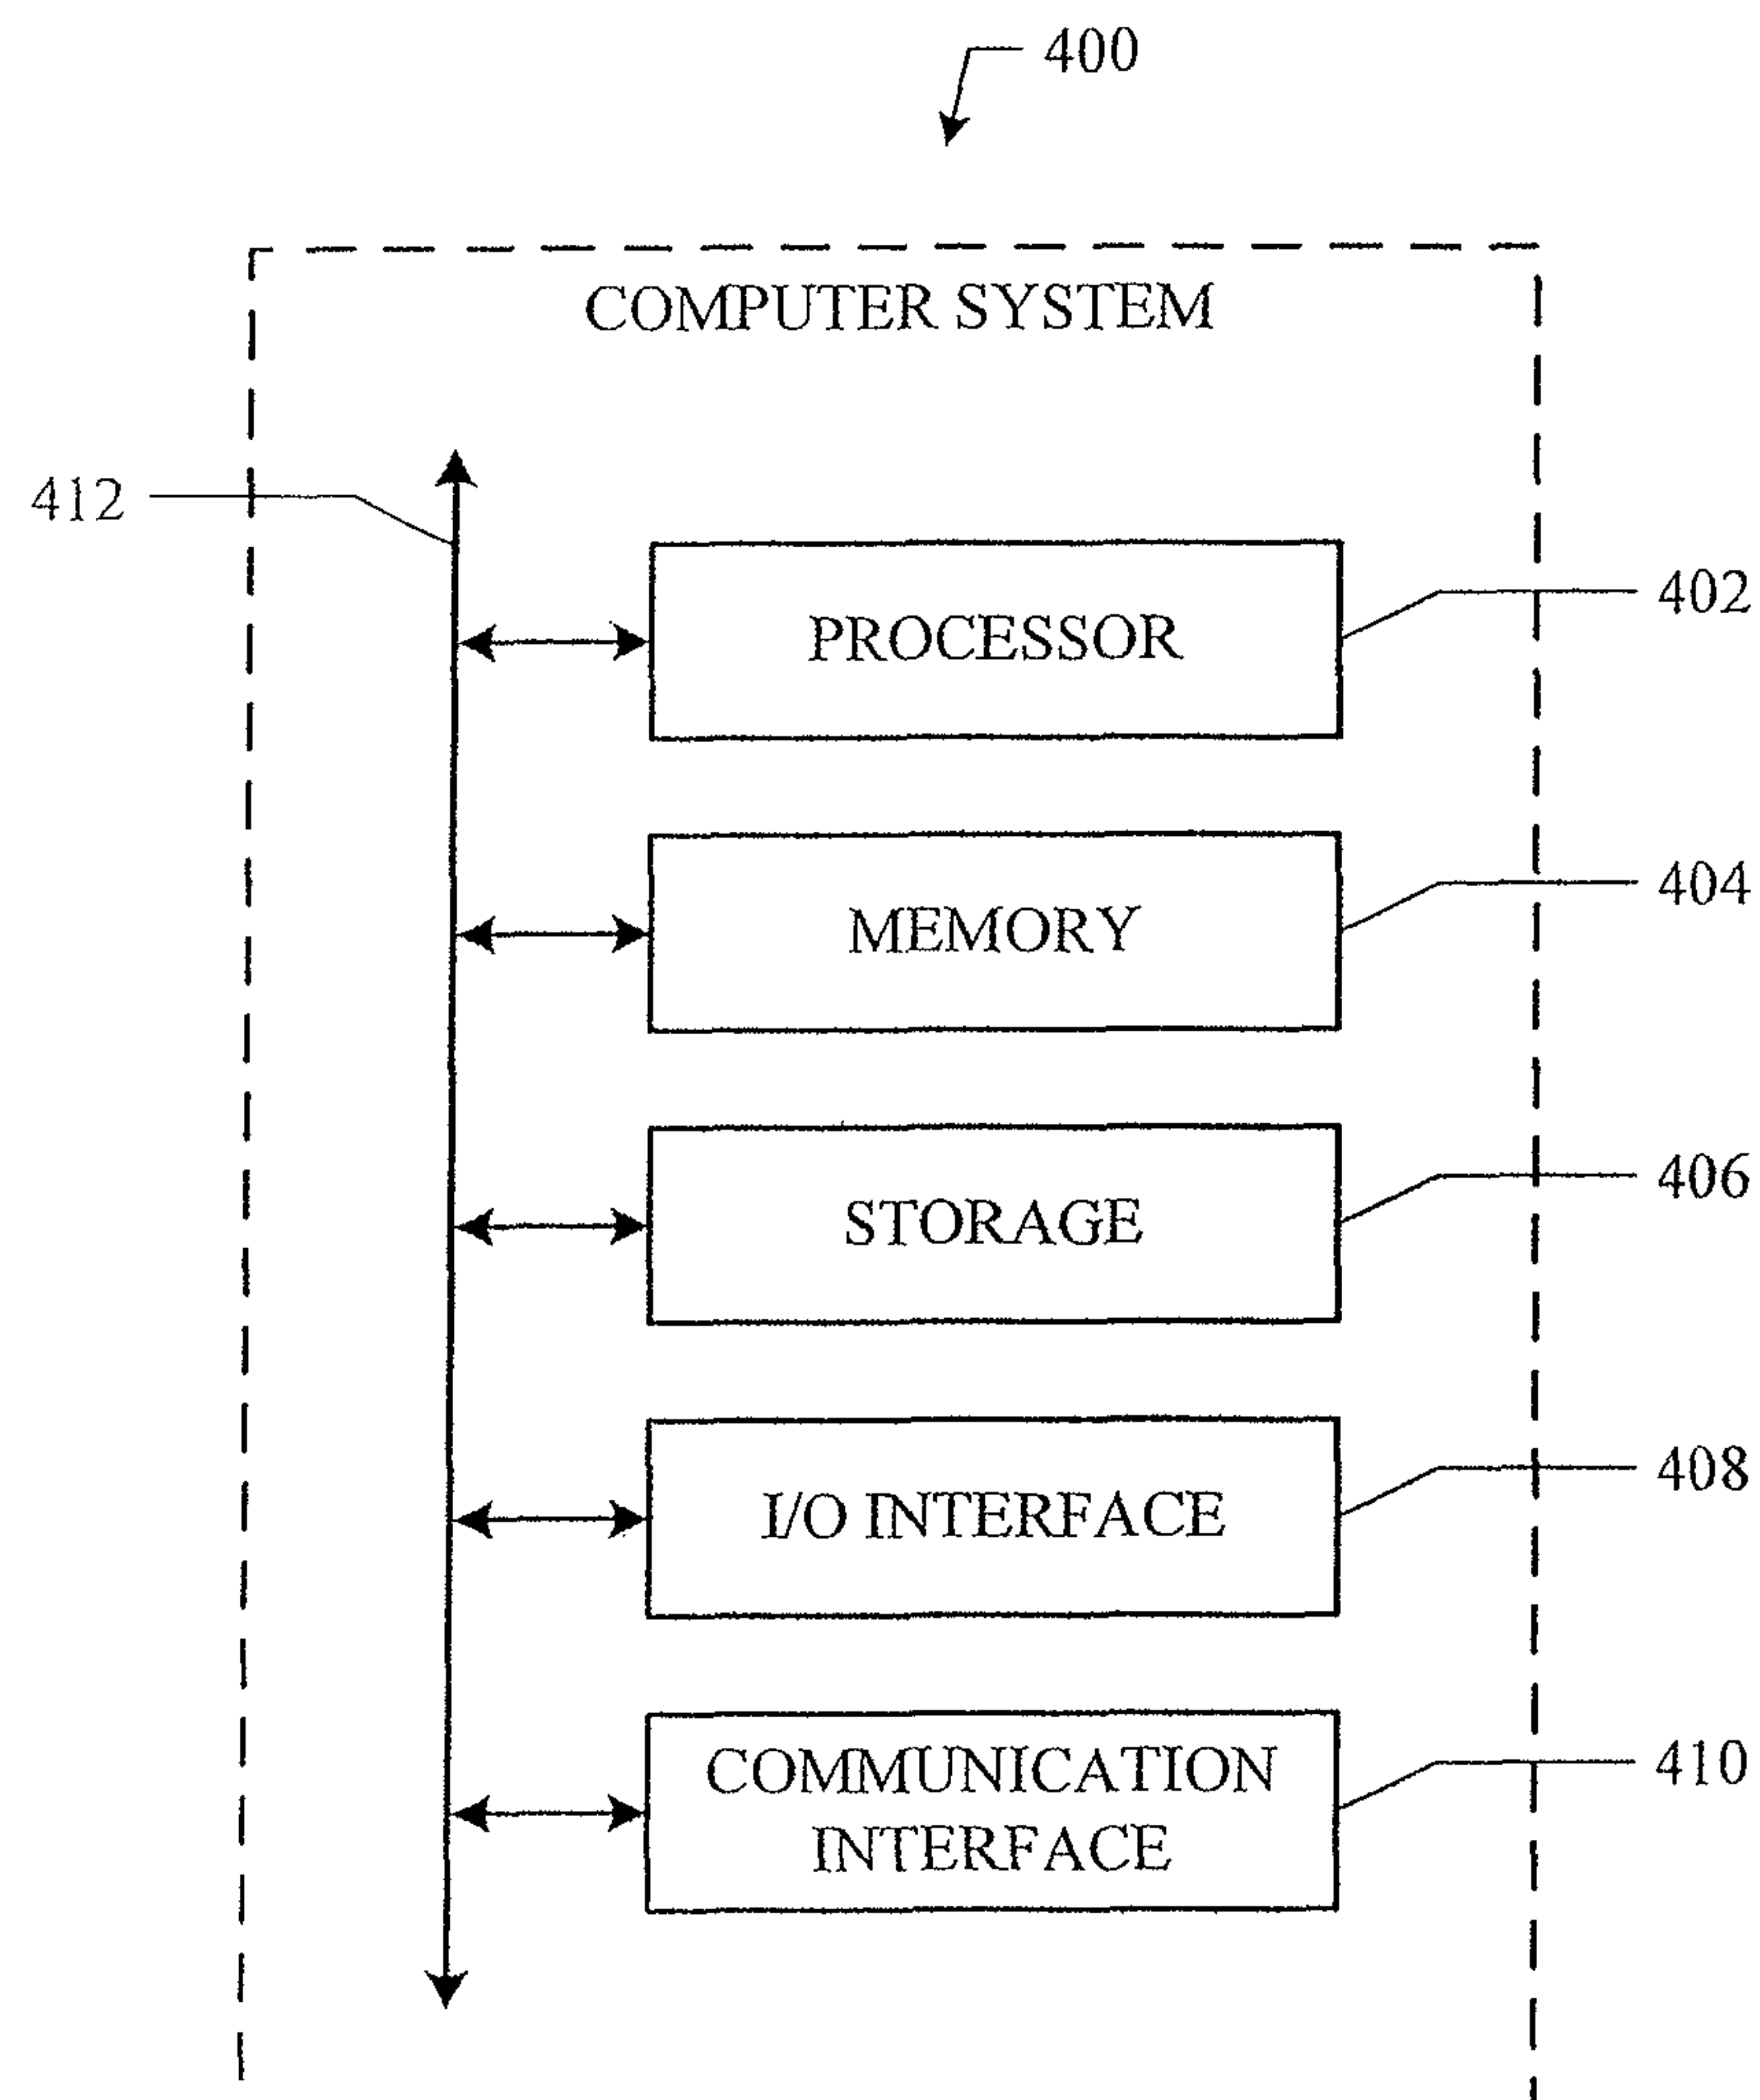 400
COMPUTER SYSTEM
412
PROCESSOR
402
MEMORY
404
STORAGE
406
I/O INTERFACE
408
COMMUNICATION
INTERFACE
410